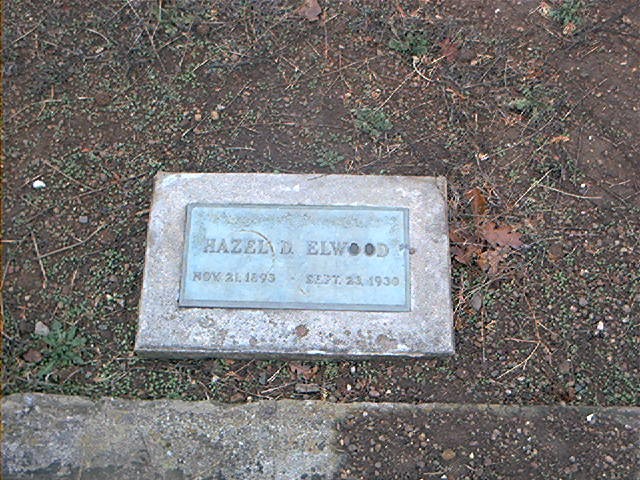 HAZEL D. ELWOOD
NOV. 21, 1893 - SEPT. 23, 1930